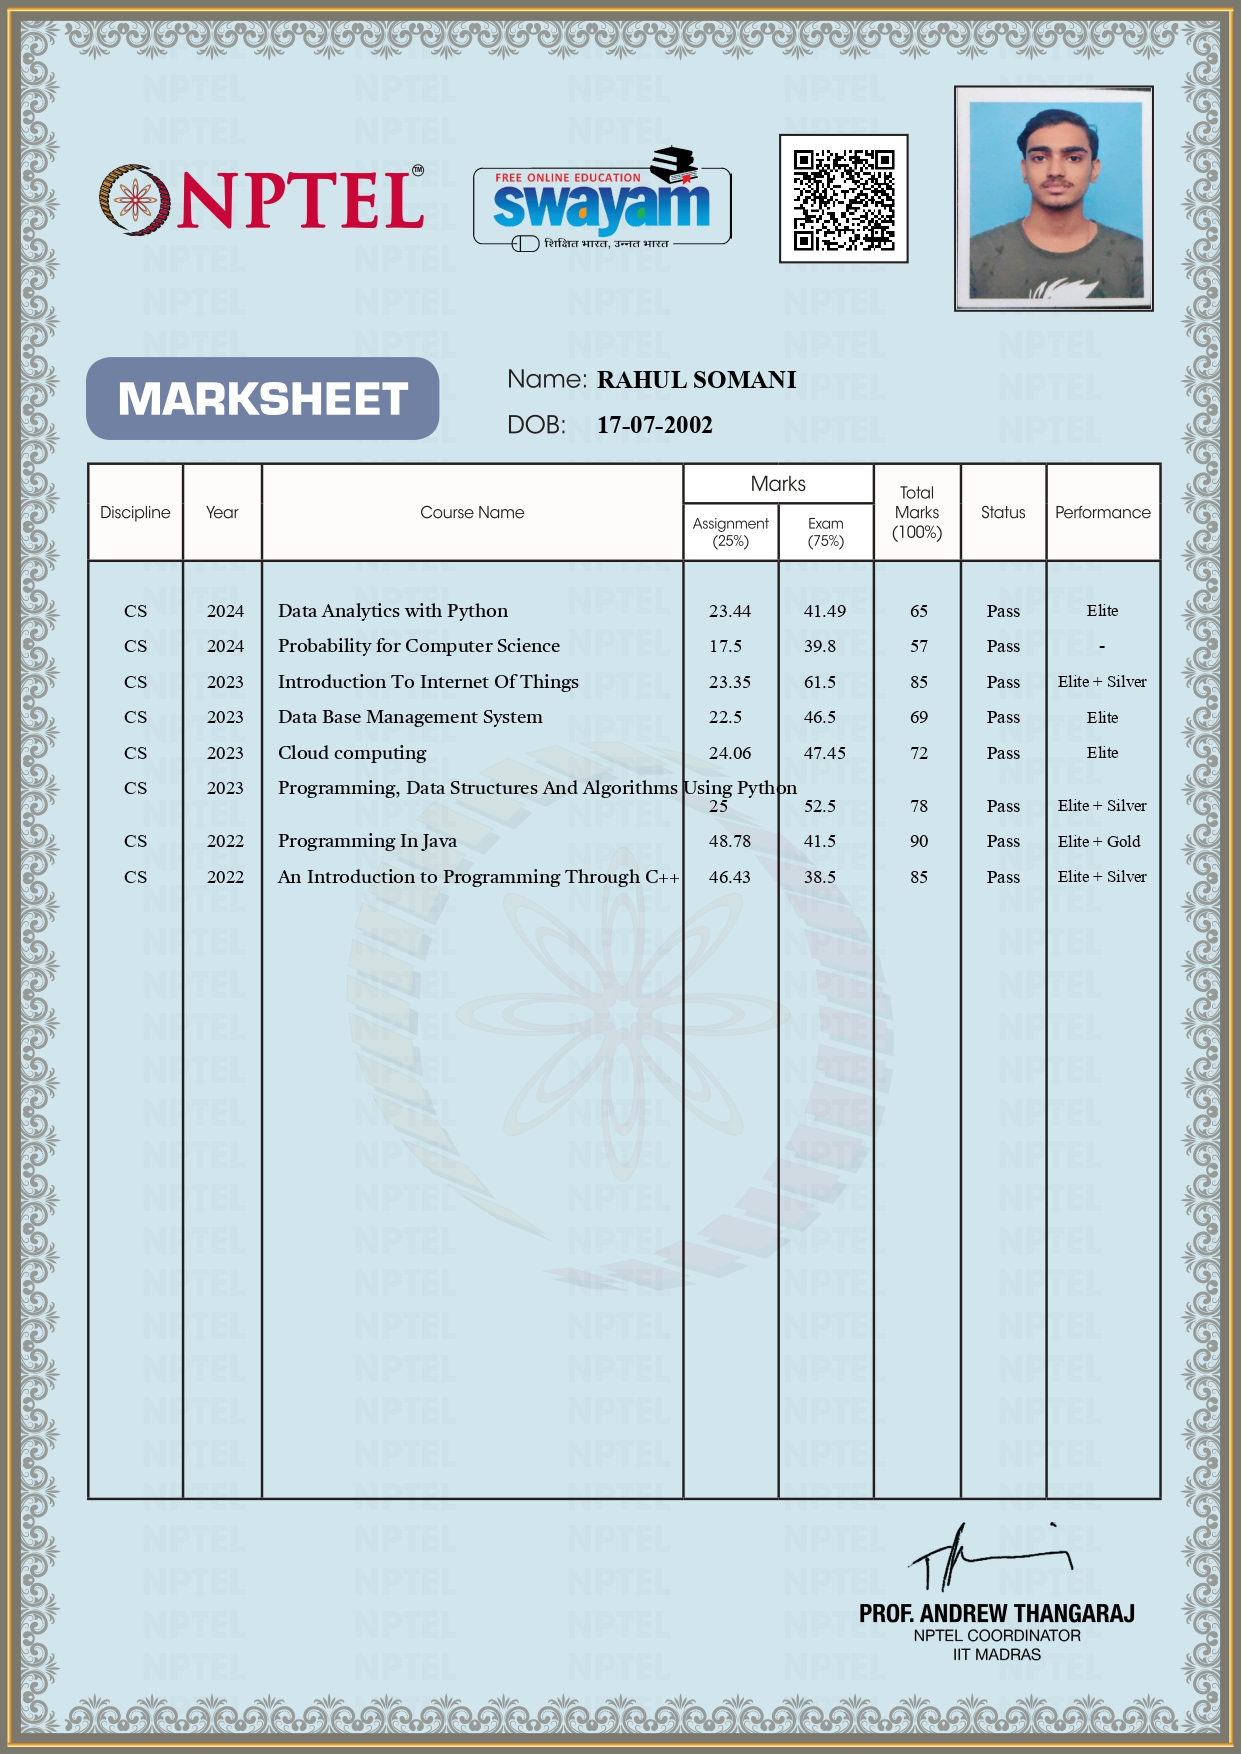 NPTEL™
FREE ONLINE EDUCATION
swayam
शिक्षित भारत, उन्नत भारत
MARKSHEET
Name: RAHUL SOMANI
DOB: 17-07-2002
Discipline Year Course Name Marks Assignment (25%) Exam (75%) Total Marks (100%) Status Performance
CS 2024 Data Analytics with Python 23.44 41.49 65 Pass Elite
CS 2024 Probability for Computer Science 17.5 39.8 57 Pass -
CS 2023 Introduction To Internet Of Things 23.35 61.5 85 Pass Elite + Silver
CS 2023 Data Base Management System 22.5 46.5 69 Pass Elite
CS 2023 Cloud computing 24.06 47.45 72 Pass Elite
CS 2023 Programming, Data Structures And Algorithms Using Python
25 52.5 78 Pass Elite + Silver
CS 2022 Programming In Java 48.78 41.5 90 Pass Elite + Gold
CS 2022 An Introduction to Programming Through C++ 46.43 38.5 85 Pass Elite + Silver
PROF. ANDREW THANGARAJ
NPTEL COORDINATOR
IIT MADRAS